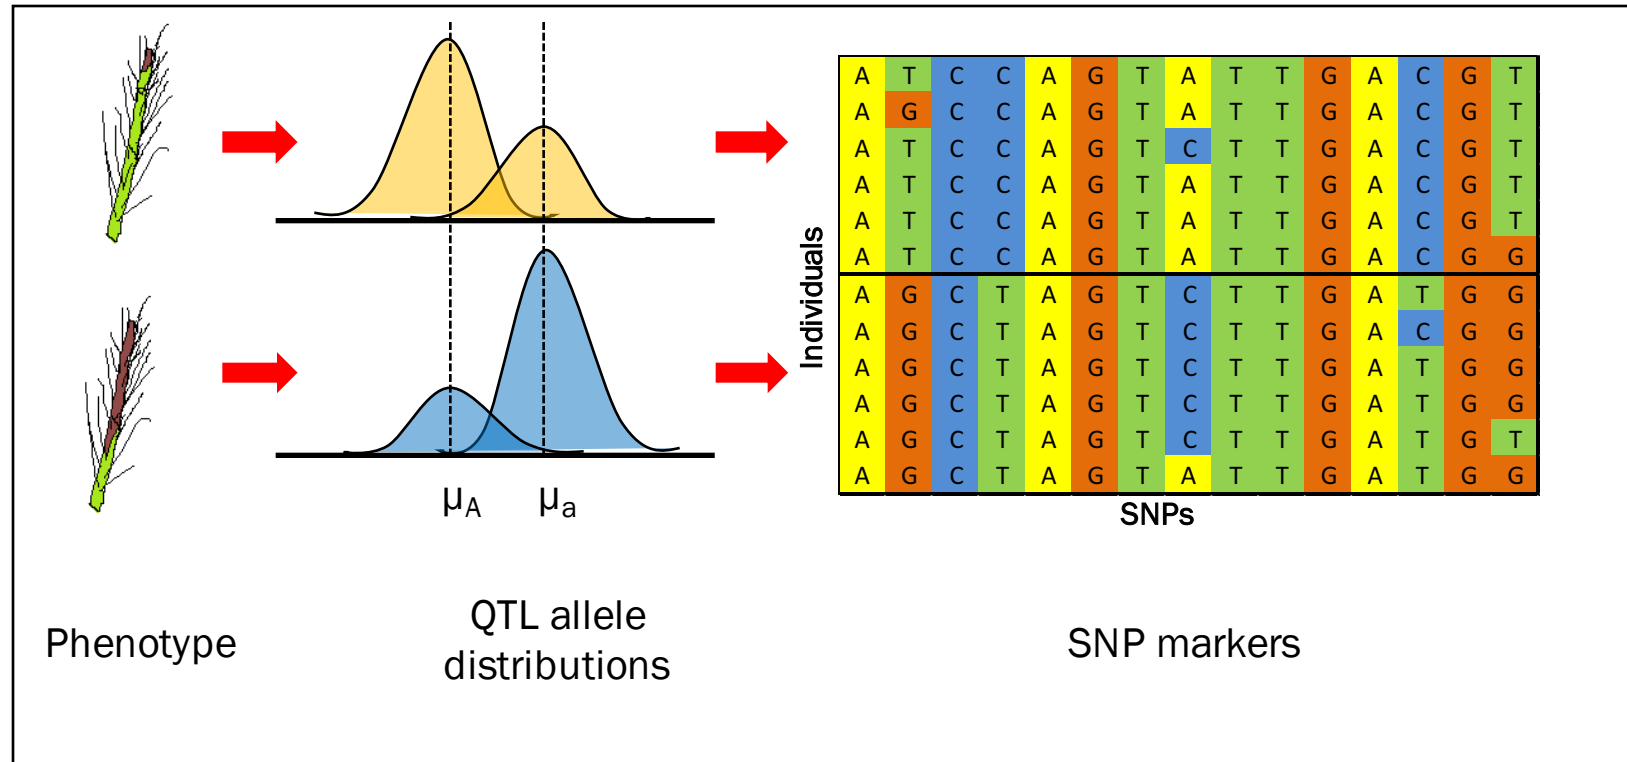 A T C C A G T A T T G A C G T
A G C C A G T A T T G A C G T
A T C C A G T C T T G A C G T
A T C C A G T A T T G A C G T
A T C C A G T A T T G A C G T
A T C C A G T A T T G A C G G
A G C T A G T C T T G A T G G
A G C T A G T C T T G A C G G
A G C T A G T C T T G A T G G
A G C T A G T C T T G A T G G
A G C T A G T C T T G A T G T
A G C T A G T A T T G A T G G
Individuals
SNPs
μA μa
Phenotype
QTL allele
distributions
SNP markers